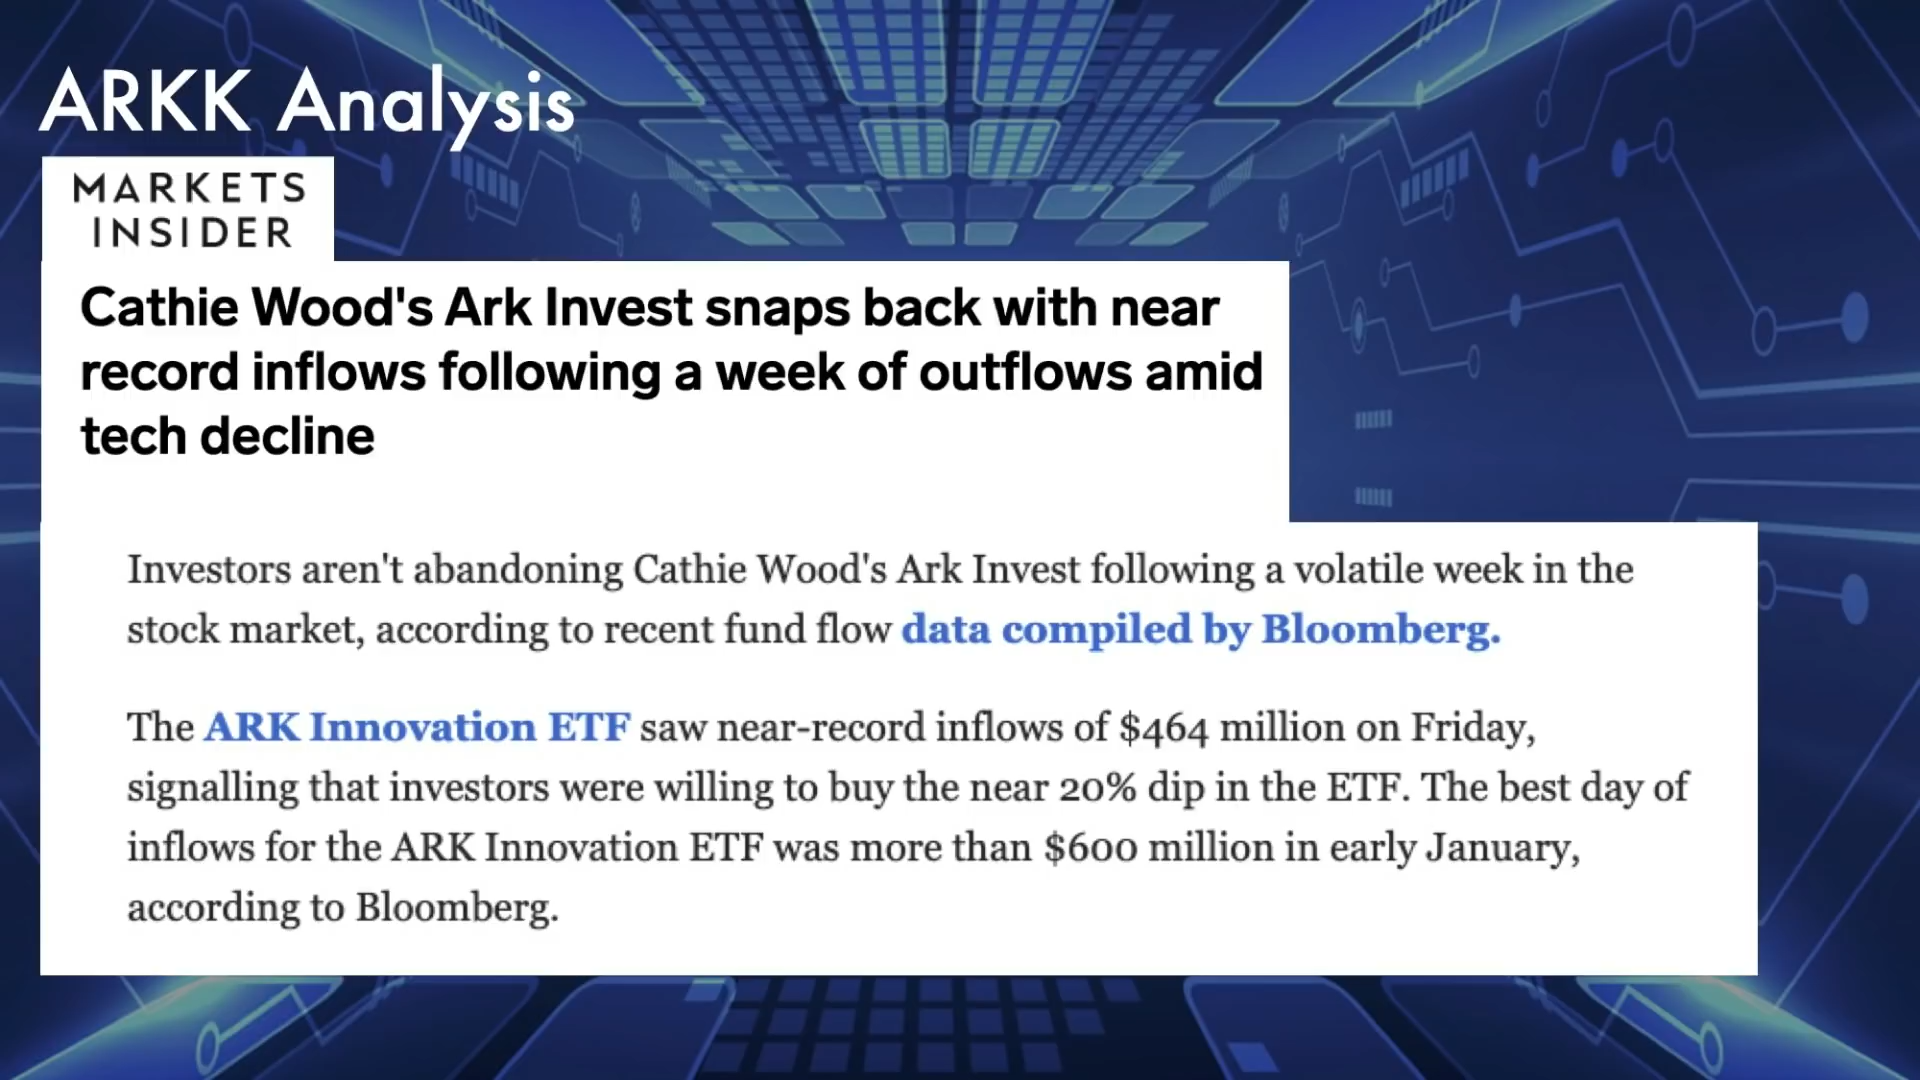 ARKK Analysis
MARKETS
INSIDER
Cathie Wood's Ark Invest snaps back with near
record inflows following a week of outflows amid
tech decline
Investors aren't abandoning Cathie Wood's Ark Invest following a volatile week in the
stock market, according to recent fund flow data compiled by Bloomberg.
The ARK Innovation ETF saw near-record inflows of $464 million on Friday,
signalling that investors were willing to buy the near 20% dip in the ETF. The best day of
inflows for the ARK Innovation ETF was more than $600 million in early January,
according to Bloomberg.